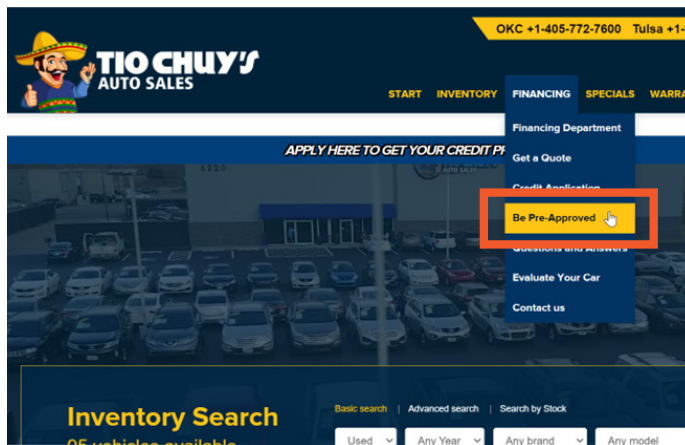 OKC +1-405-772-7600 Tulsa +1-
TIO CHUY'S
AUTO SALES
START INVENTORY FINANCING SPECIALS WARRA
Financing Department
APPLY HERE TO GET YOUR CREDIT P
Get a Quote
Credit Application
Be Pre-Approved
Questions and Answers
Evaluate Your Car
Contact us
Inventory Search
Basic search | Advanced search | Search by Stock
95 vehicles available
Used Any Year Any brand Any model